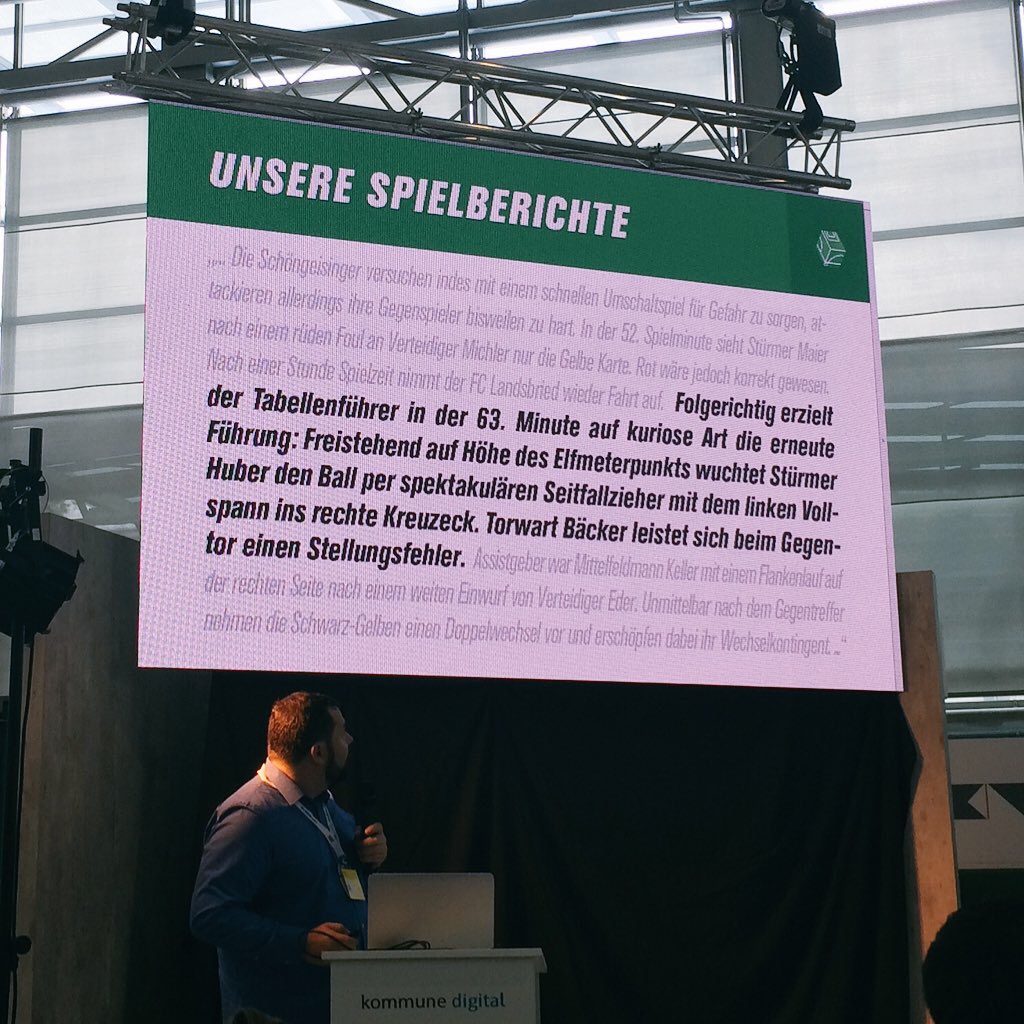 UNSERE SPIELBERICHTE
„... Die Schöngeisinger versuchen indes mit einem schnellen Umschaltspiel für Gefahr zu sorgen, at-
tackieren allerdings ihre Gegenspieler bisweilen zu hart. In der 52. Spielminute sieht Stürmer Maier
nach einem rüden Foul an Verteidiger Michler nur die Gelbe Karte. Rot wäre jedoch korrekt gewesen.
Nach einer Stunde Spielzeit nimmt der FC Landsbried wieder Fahrt auf. Folgerichtig erzielt
der Tabellenführer in der 63. Minute auf kuriose Art die erneute
Führung: Freistehend auf Höhe des Elfmeterpunkts wuchtet Stürmer
Huber den Ball per spektakulären Seitfallzieher mit dem linken Voll-
spann ins rechte Kreuzeck. Torwart Bäcker leistet sich beim Gegen-
tor einen Stellungsfehler. Assistgeber war Mittelfeldmann Keller mit einem Flankenlauf auf
der rechten Seite nach einem weiten Einwurf von Verteidiger Eder. Unmittelbar nach dem Gegentreffer
nehmen die Schwarz-Gelben einen Doppelwechsel vor und erschöpfen dabei ihr Wechselkontingent. ..“
kommune digital